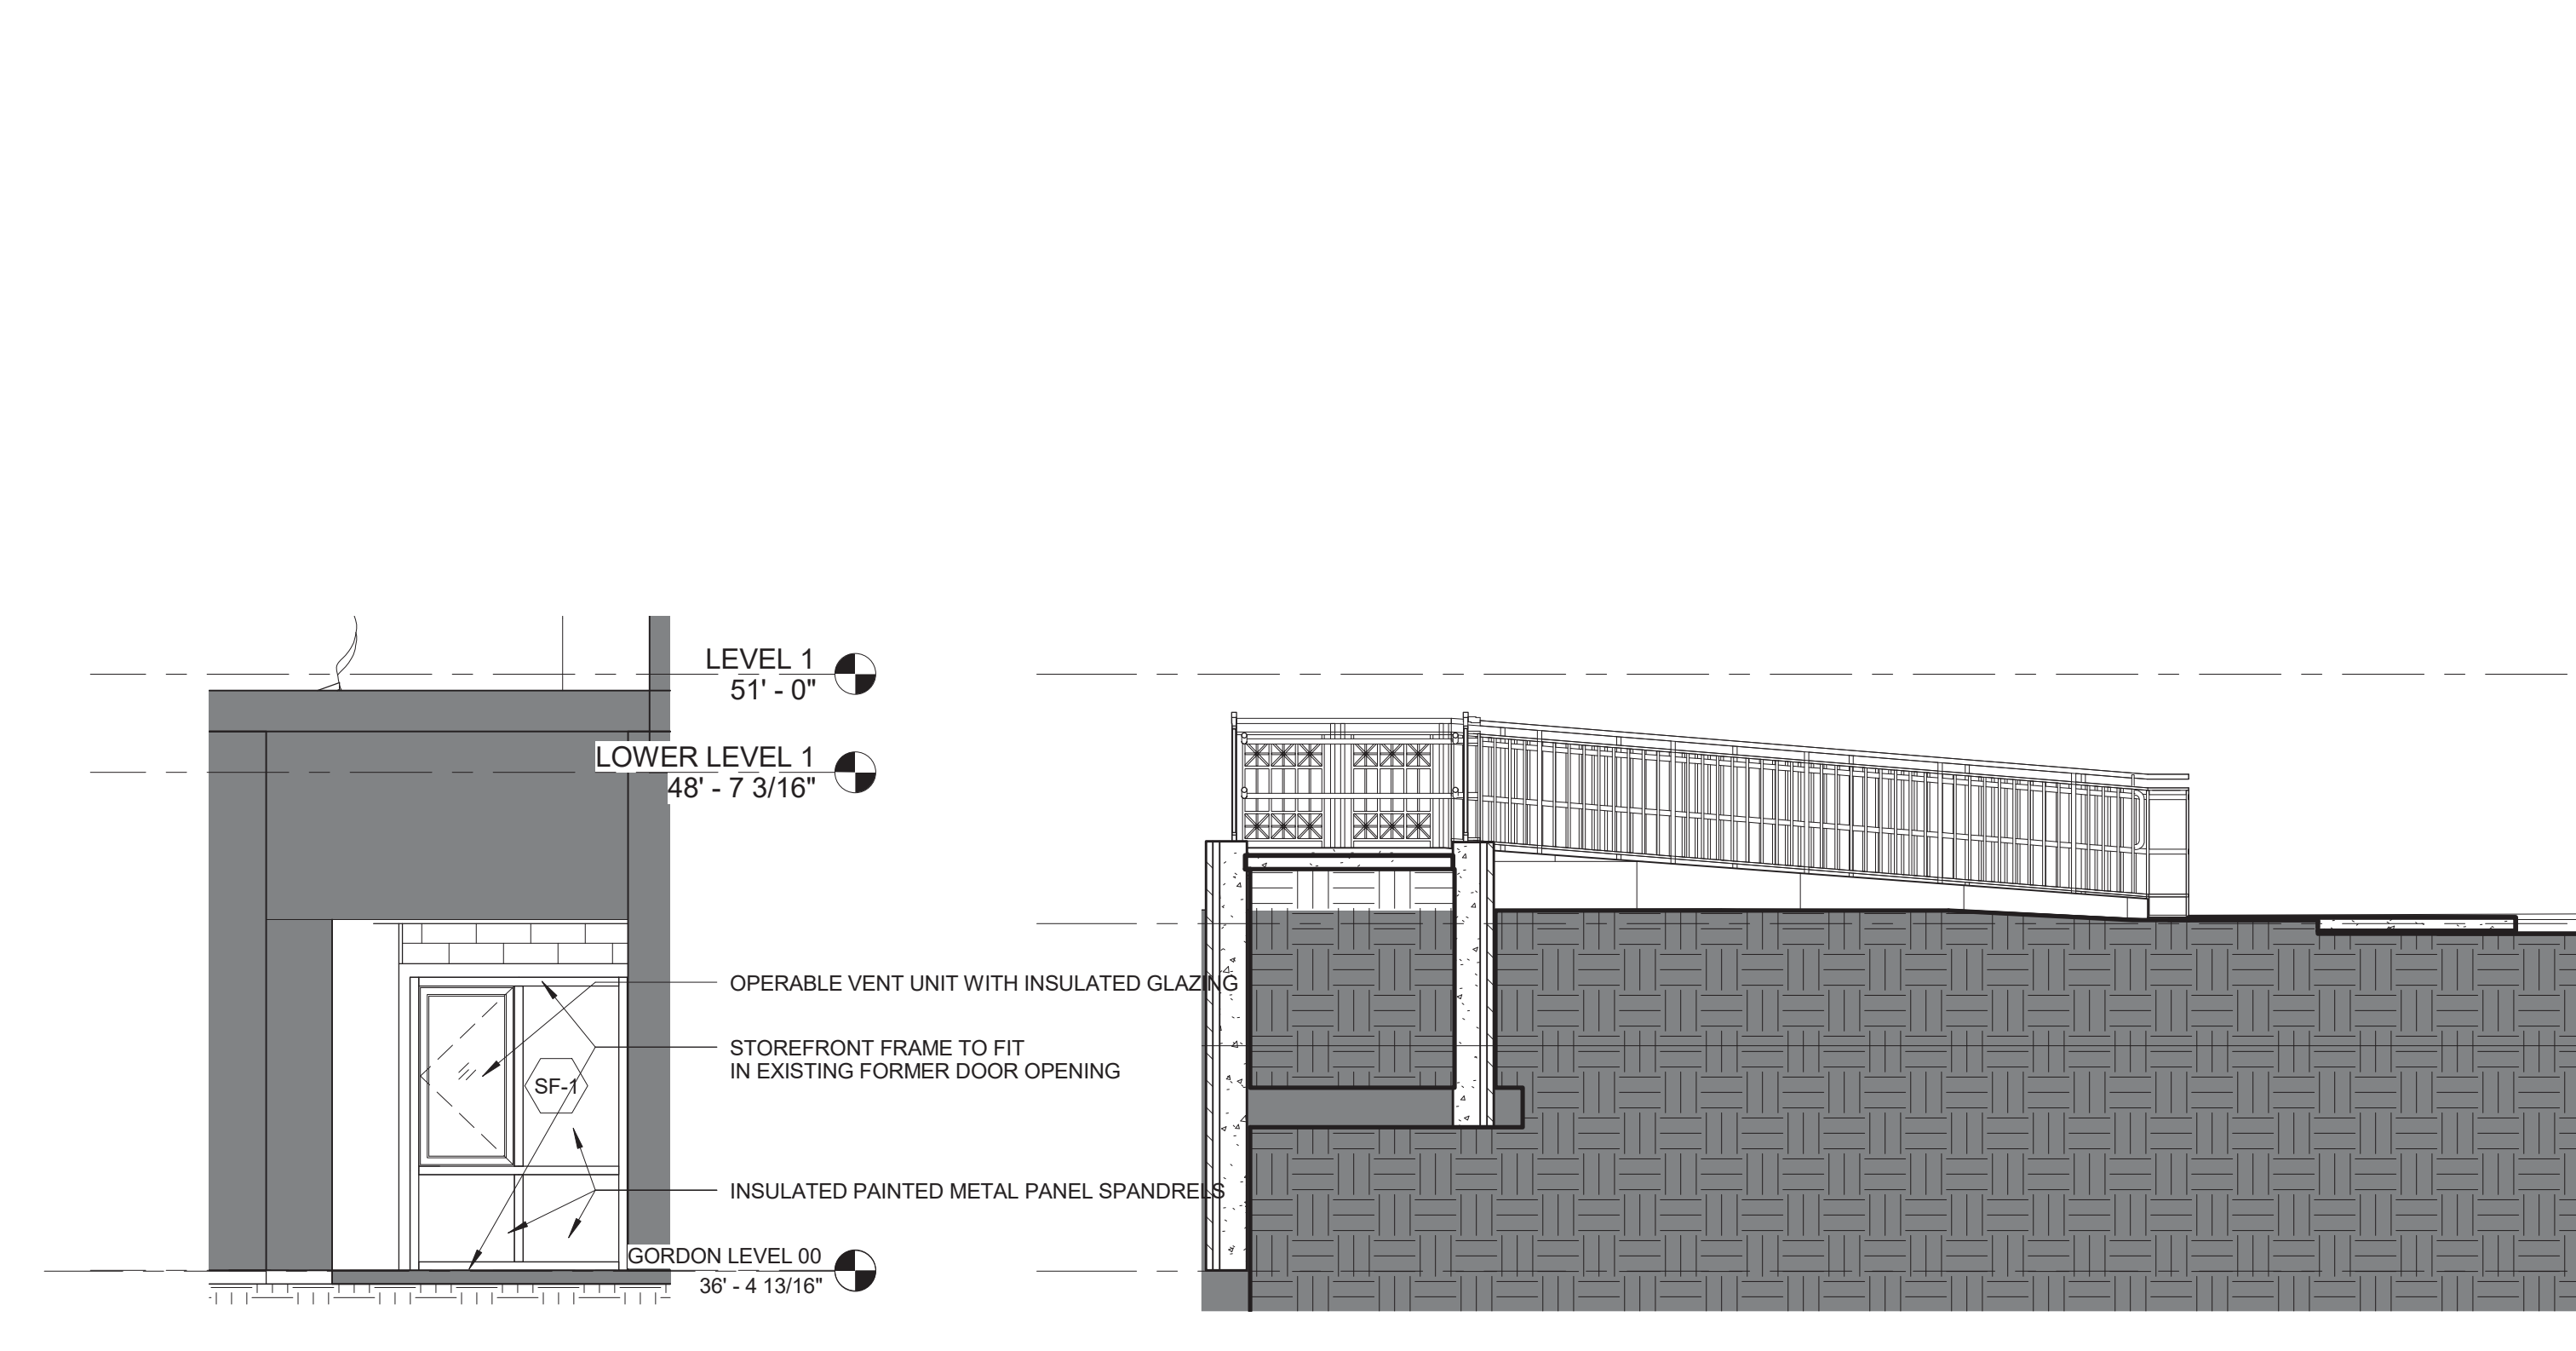 LEVEL 1
51' - 0"
LOWER LEVEL 1
48' - 7 3/16"
OPERABLE VENT UNIT WITH INSULATED GLAZING
STOREFRONT FRAME TO FIT
IN EXISTING FORMER DOOR OPENING
SF-1
INSULATED PAINTED METAL PANEL SPANDRELS
GORDON LEVEL 00
36' - 4 13/16"